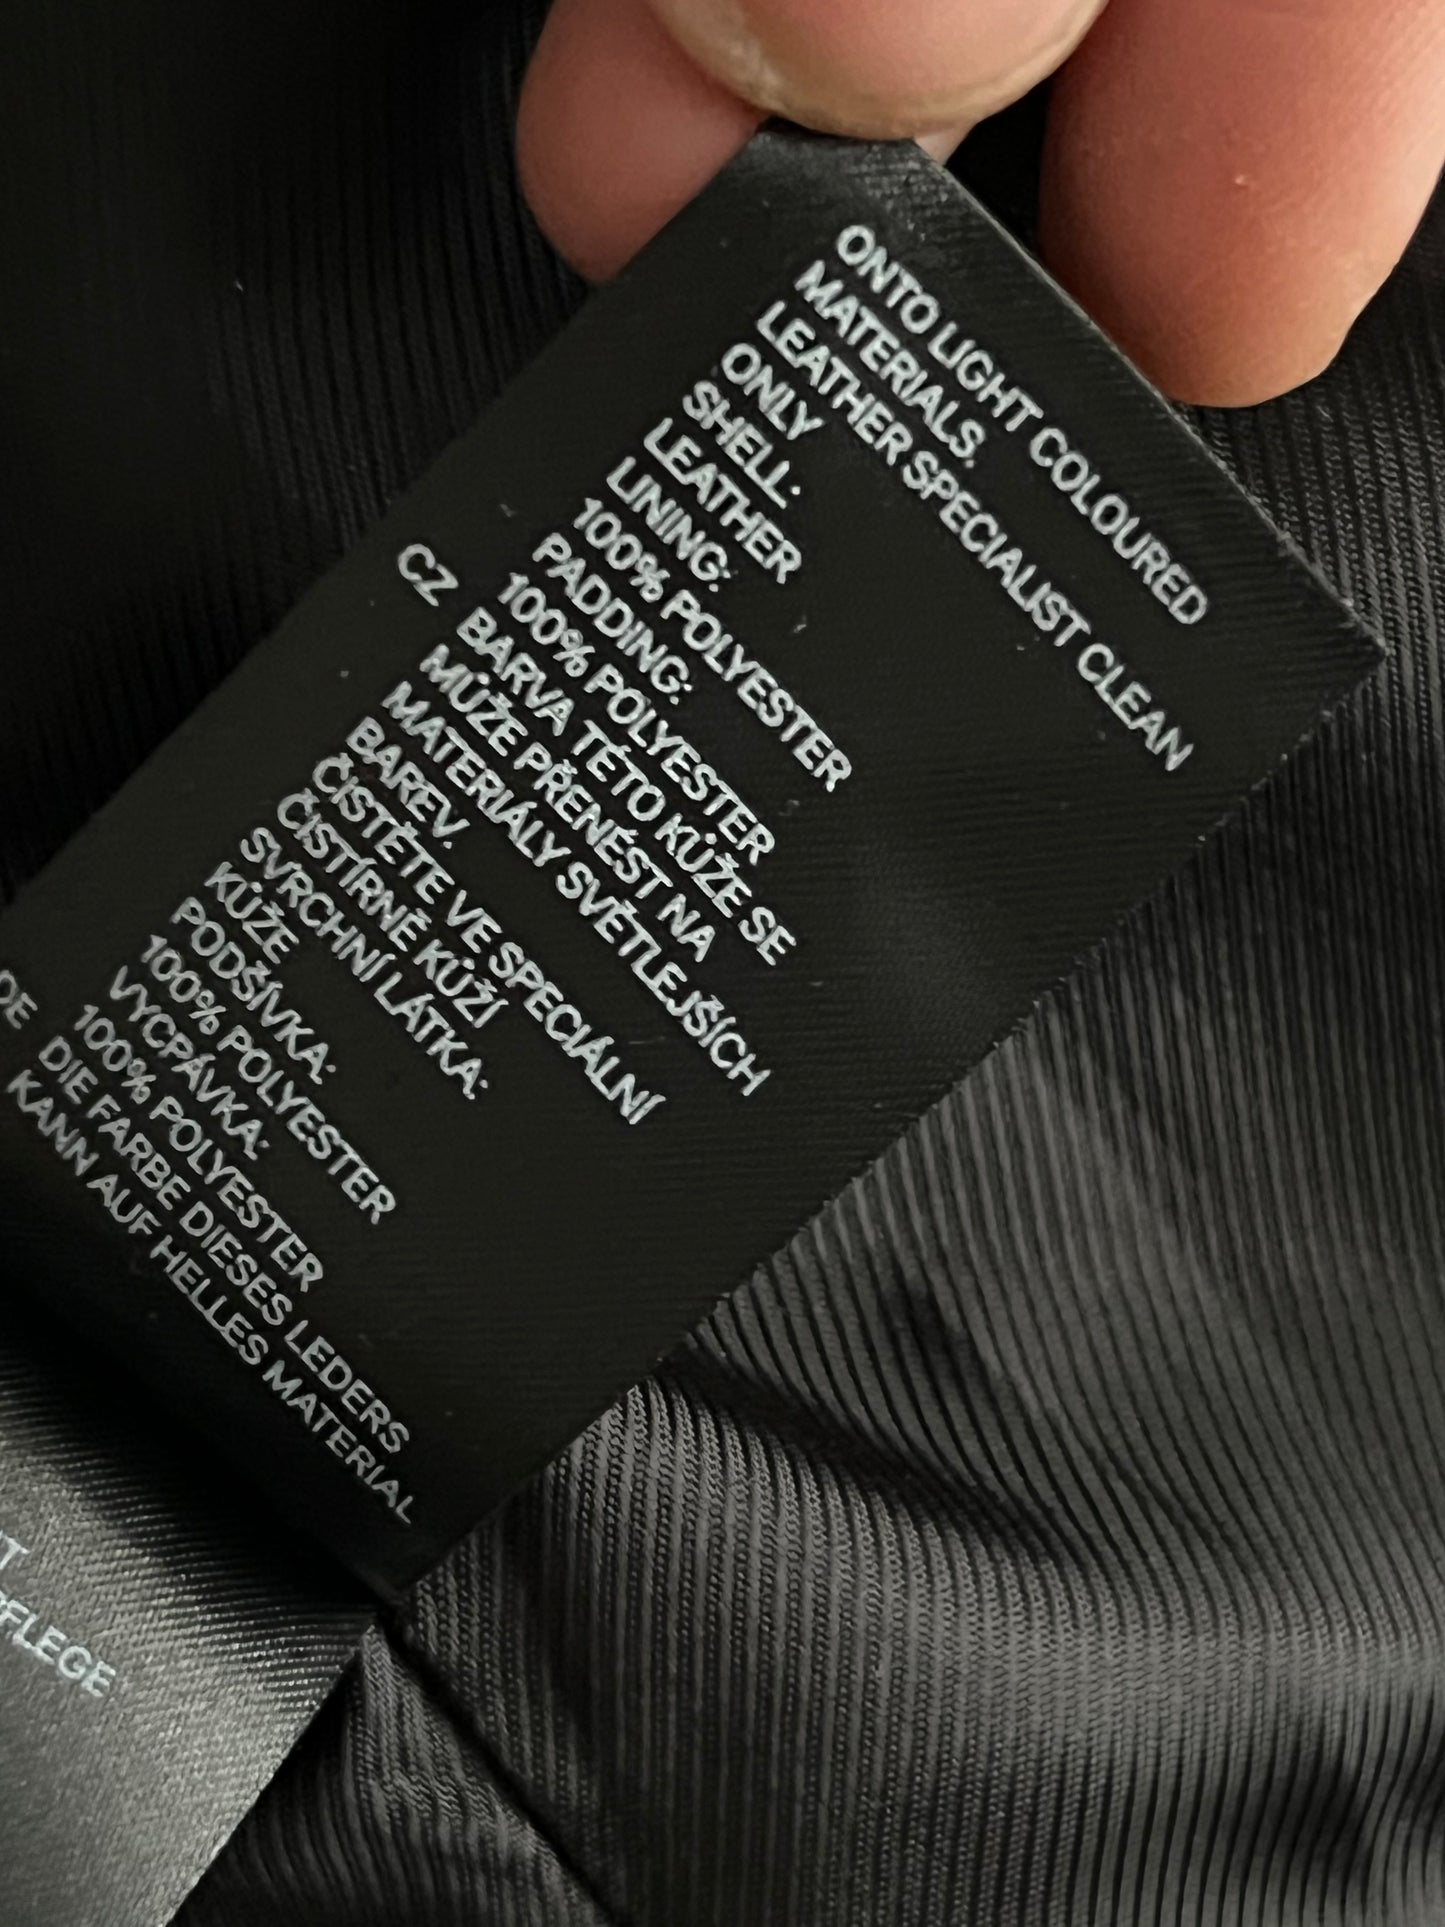 ONTO LIGHT COLOURED
MATERIALS.
LEATHER SPECIALIST CLEAN
ONLY
SHELL:
LEATHER
LINING:
100% POLYESTER
PADDING:
100% POLYESTER
CZ BARVA TÉTO KŮŽE SE
MŮŽE PŘENÉST NA
MATERIÁLY SVĚTLEJŠÍCH
BAREV.
ČISTĚTE VE SPECIÁLNÍ
ČISTÍRNĚ KŮŽÍ
SVRCHNÍ LÁTKA:
KŮŽE
PODŠÍVKA:
100% POLYESTER
VYCPÁVKA:
100% POLYESTER
DE DIE FARBE DIESES LEDERS
KANN AUF HELLES MATERIAL